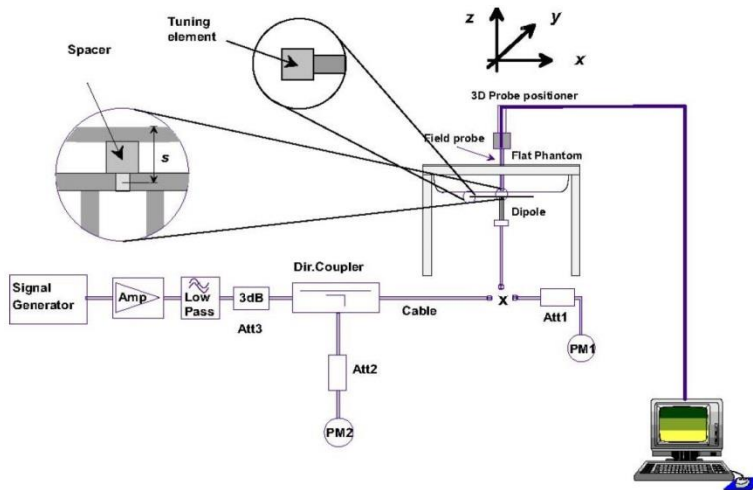 Tuning
element
Spacer
s
z
y
x
3D Probe positioner
Field probe
Flat Phantom
Dipole
Signal
Generator
Amp
Low
Pass
3dB
Att3
Dir.Coupler
Cable
x
Att1
PM1
Att2
PM2